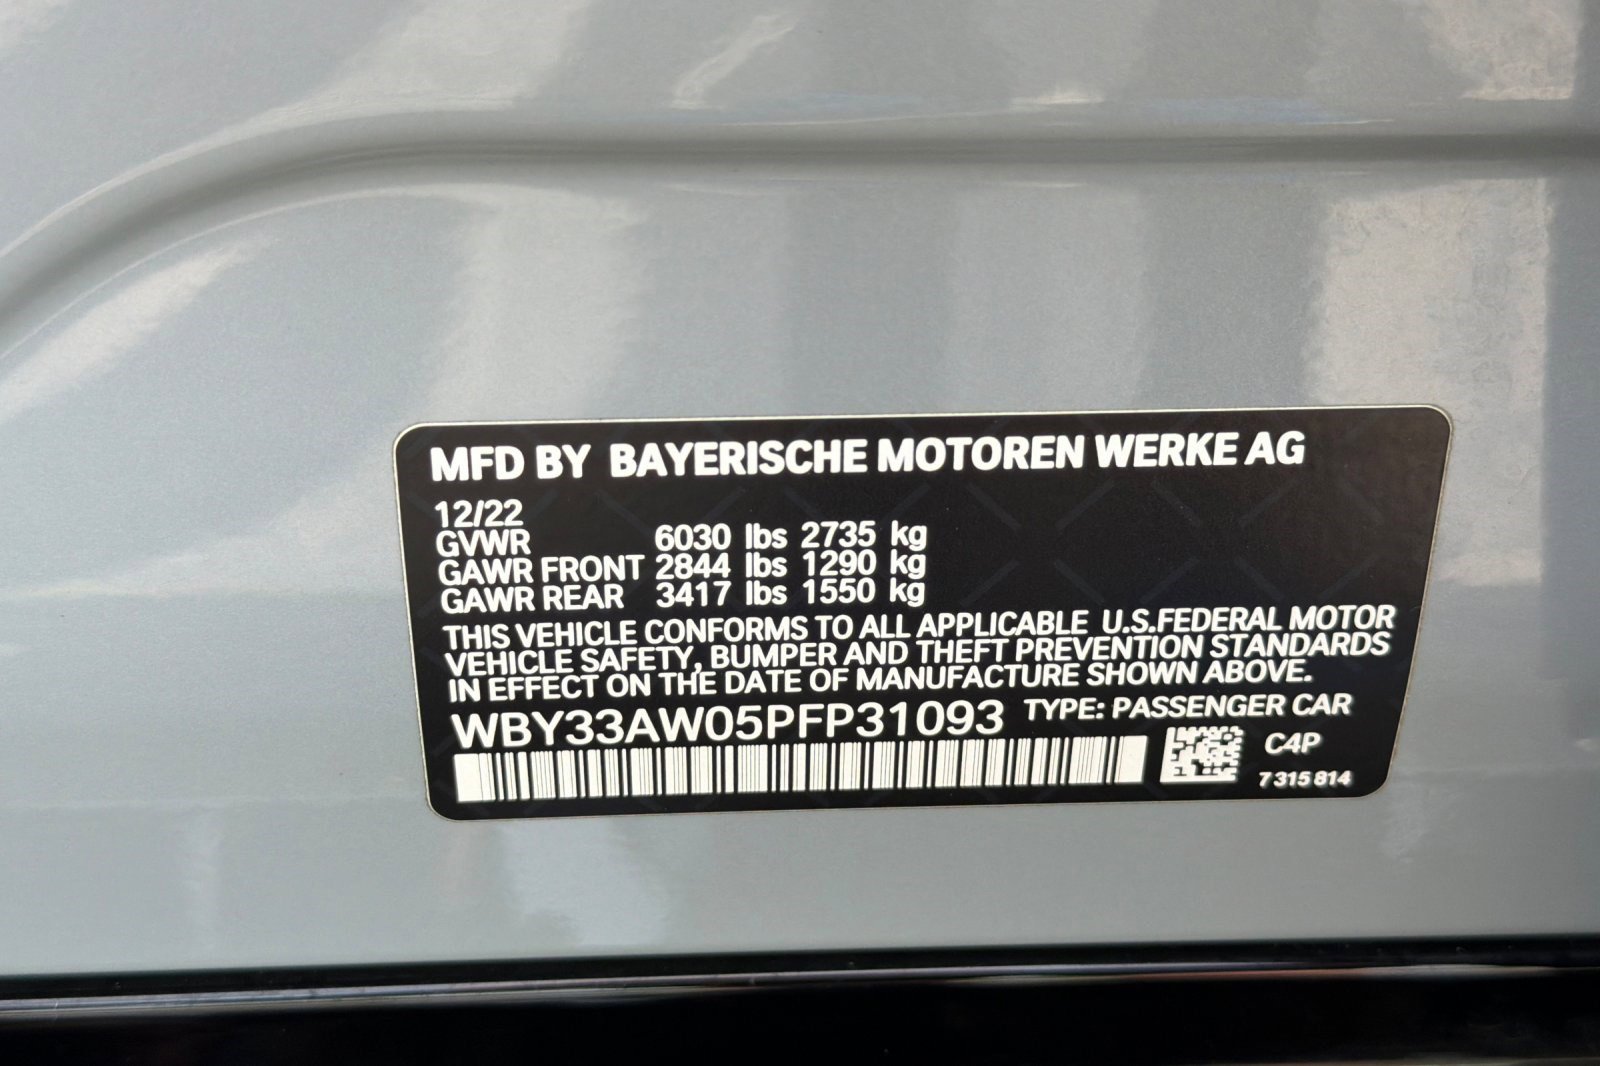 MFD BY BAYERISCHE MOTOREN WERKE AG
12/22
GVWR 6030 lbs 2735 kg
GAWR FRONT 2844 lbs 1290 kg
GAWR REAR 3417 lbs 1550 kg
THIS VEHICLE CONFORMS TO ALL APPLICABLE U.S.FEDERAL MOTOR
VEHICLE SAFETY, BUMPER AND THEFT PREVENTION STANDARDS
IN EFFECT ON THE DATE OF MANUFACTURE SHOWN ABOVE.
WBY33AW05PFP31093 TYPE: PASSENGER CAR
C4P
7 315 814